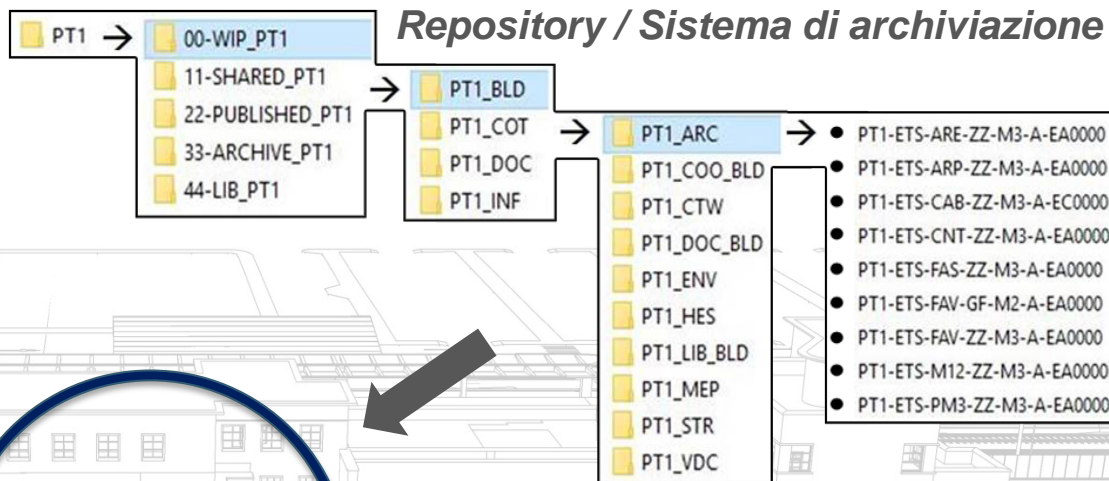 Repository / Sistema di archiviazione
PT1
00-WIP_PT1
11-SHARED_PT1
22-PUBLISHED_PT1
33-ARCHIVE_PT1
44-LIB_PT1
PT1_BLD
PT1_COT
PT1_DOC
PT1_INF
PT1_ARC
PT1_COO_BLD
PT1_CTW
PT1_DOC_BLD
PT1_ENV
PT1_HES
PT1_LIB_BLD
PT1_MEP
PT1_STR
PT1_VDC
PT1-ETS-ARE-ZZ-M3-A-EA0000
PT1-ETS-ARP-ZZ-M3-A-EA0000
PT1-ETS-CAB-ZZ-M3-A-EC0000
PT1-ETS-CNT-ZZ-M3-A-EA0000
PT1-ETS-FAS-ZZ-M3-A-EA0000
PT1-ETS-FAV-GF-M2-A-EA0000
PT1-ETS-FAV-ZZ-M3-A-EA0000
PT1-ETS-M12-ZZ-M3-A-EA0000
PT1-ETS-PM3-ZZ-M3-A-EA0000